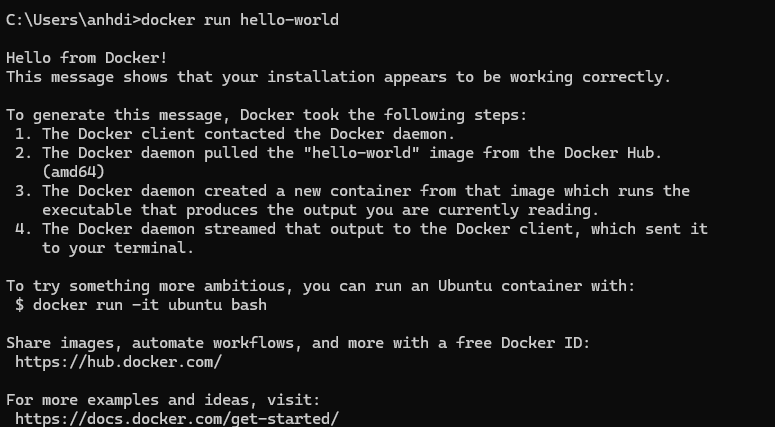 C:\Users\anhdi>docker run hello-world
Hello from Docker!
This message shows that your installation appears to be working correctly.
To generate this message, Docker took the following steps:
1. The Docker client contacted the Docker daemon.
2. The Docker daemon pulled the "hello-world" image from the Docker Hub.
(amd64)
3. The Docker daemon created a new container from that image which runs the
executable that produces the output you are currently reading.
4. The Docker daemon streamed that output to the Docker client, which sent it
to your terminal.
To try something more ambitious, you can run an Ubuntu container with:
$ docker run -it ubuntu bash
Share images, automate workflows, and more with a free Docker ID:
https://hub.docker.com/
For more examples and ideas, visit:
https://docs.docker.com/get-started/